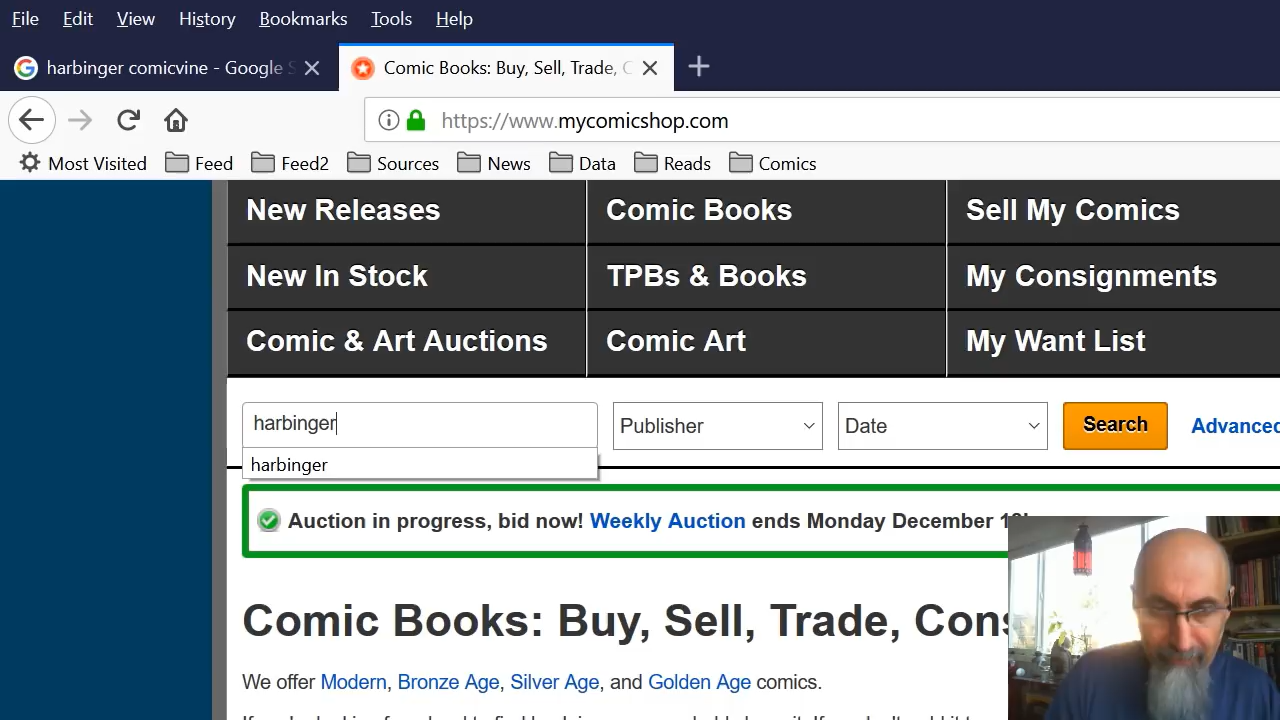 File Edit View History Bookmarks Tools Help
harbinger comicvine - Google
Comic Books: Buy, Sell, Trade,
https://www.mycomicshop.com
Most Visited Feed Feed2 Sources News Data Reads Comics
New Releases Comic Books Sell My Comics
New In Stock TPBs & Books My Consignments
Comic & Art Auctions Comic Art My Want List
harbinger Publisher Date Search Advanced
harbinger
Auction in progress, bid now! Weekly Auction ends Monday December
Comic Books: Buy, Sell, Trade,
We offer Modern, Bronze Age, Silver Age, and Golden Age comics.